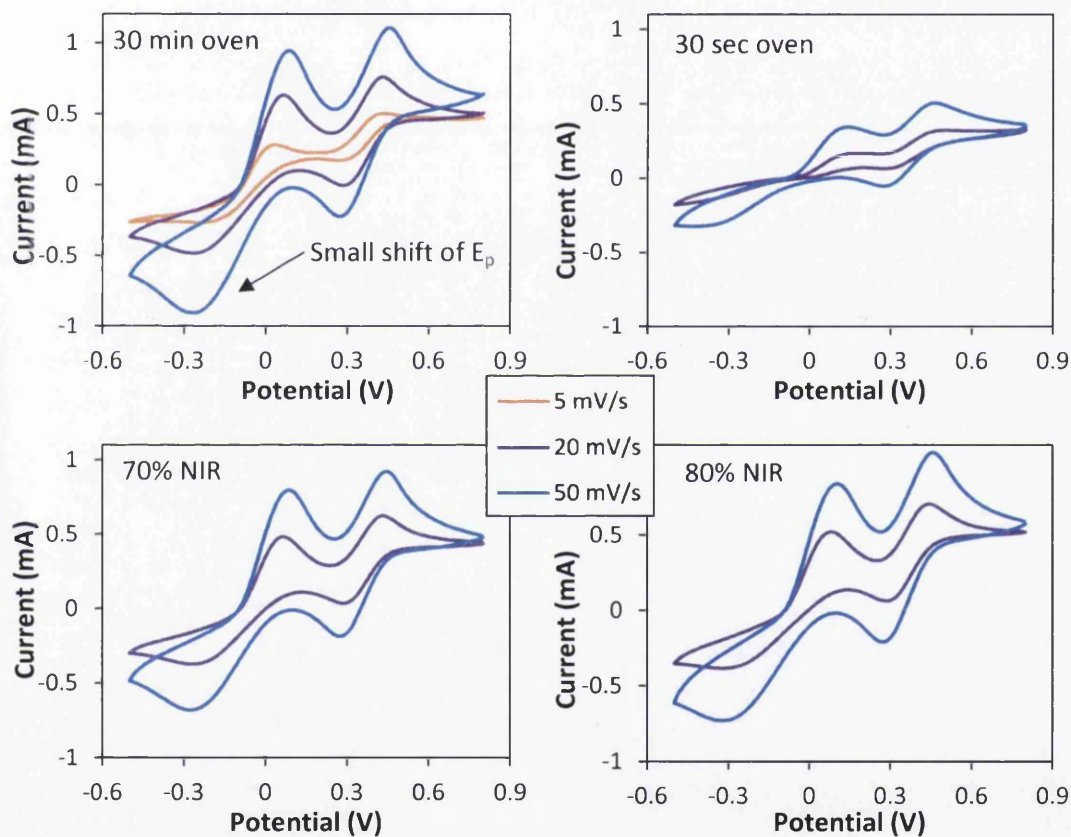 30 min oven
1
0.5
0
-0.5
-1
Current (mA)
Small shift of Eₚ
-0.6
-0.3
0
0.3
0.6
0.9
Potential (V)
30 sec oven
1
0.5
0
-0.5
-1
Current (mA)
-0.6
-0.3
0
0.3
0.6
0.9
Potential (V)
5 mV/s
20 mV/s
50 mV/s
70% NIR
1
0.5
0
-0.5
-1
Current (mA)
-0.6
-0.3
0
0.3
0.6
0.9
Potential (V)
80% NIR
0.5
0
-0.5
-1
Current (mA)
-0.6
-0.3
0
0.3
0.6
0.9
Potential (V)